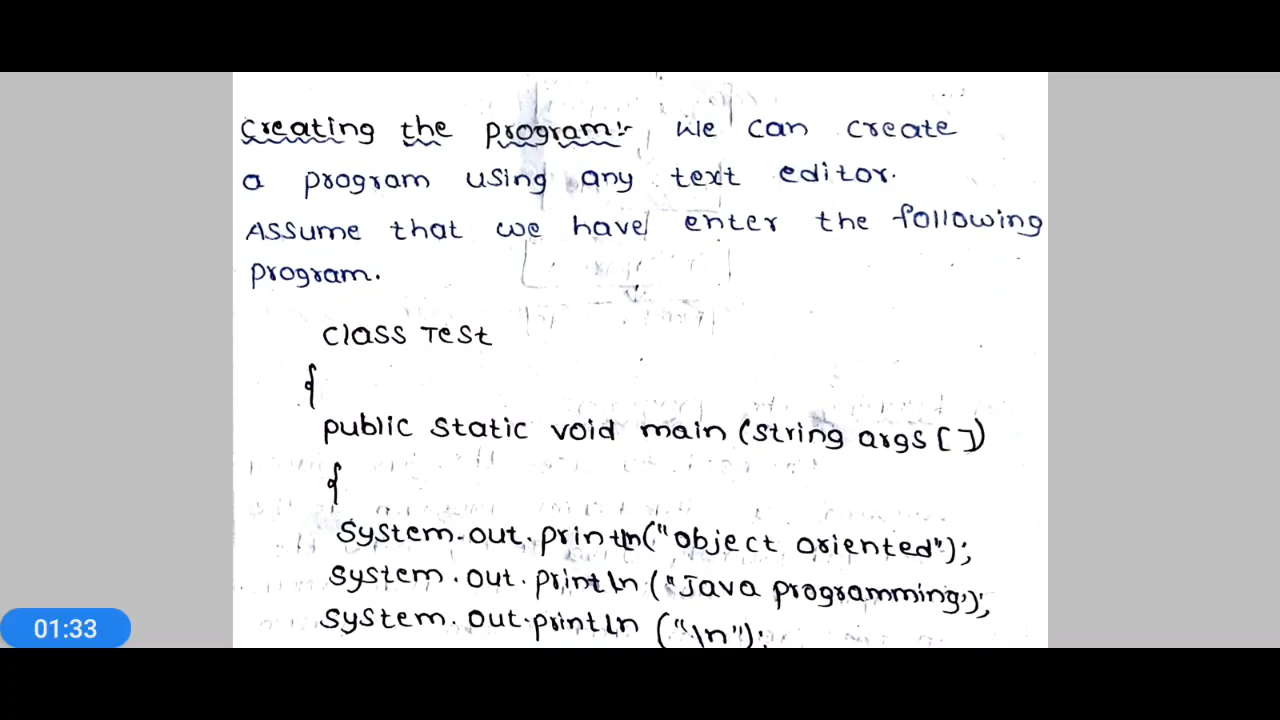 Creating the program:- We can create
a program using any text editor.
Assume that we have enter the following
program.
class Test
{
public static void main (string args [])
{
System.out.println("object oriented");
System.out.println ("Java programming");
System.out.println ("\n");
01:33